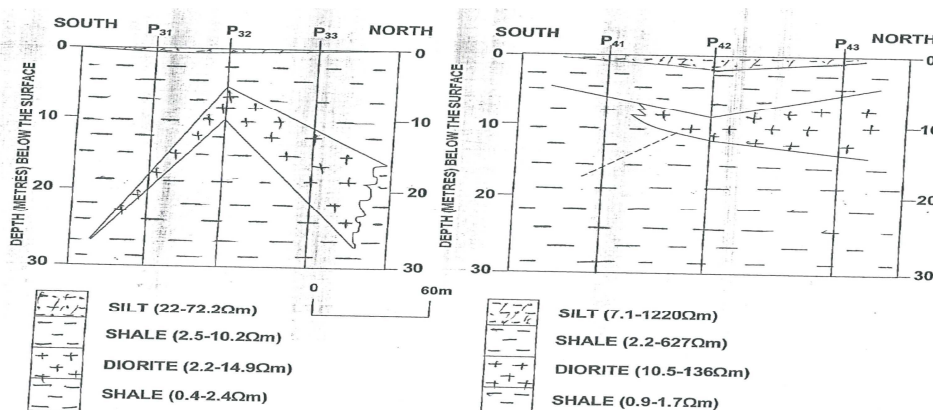 SOUTH P31 P32 P33 NORTH
0 0
10 10
20 20
30 30
DEPTH (METRES) BELOW THE SURFACE
0 60m
SILT (22-72.2Ωm)
SHALE (2.5-10.2Ωm)
DIORITE (2.2-14.9Ωm)
SHALE (0.4-2.4Ωm)
SOUTH P41 P42 P43 NORTH
0 0
10 10
20 20
30 30
DEPTH (METRES) BELOW THE SURFACE
SILT (7.1-1220Ωm)
SHALE (2.2-627Ωm)
DIORITE (10.5-136Ωm)
SHALE (0.9-1.7Ωm)